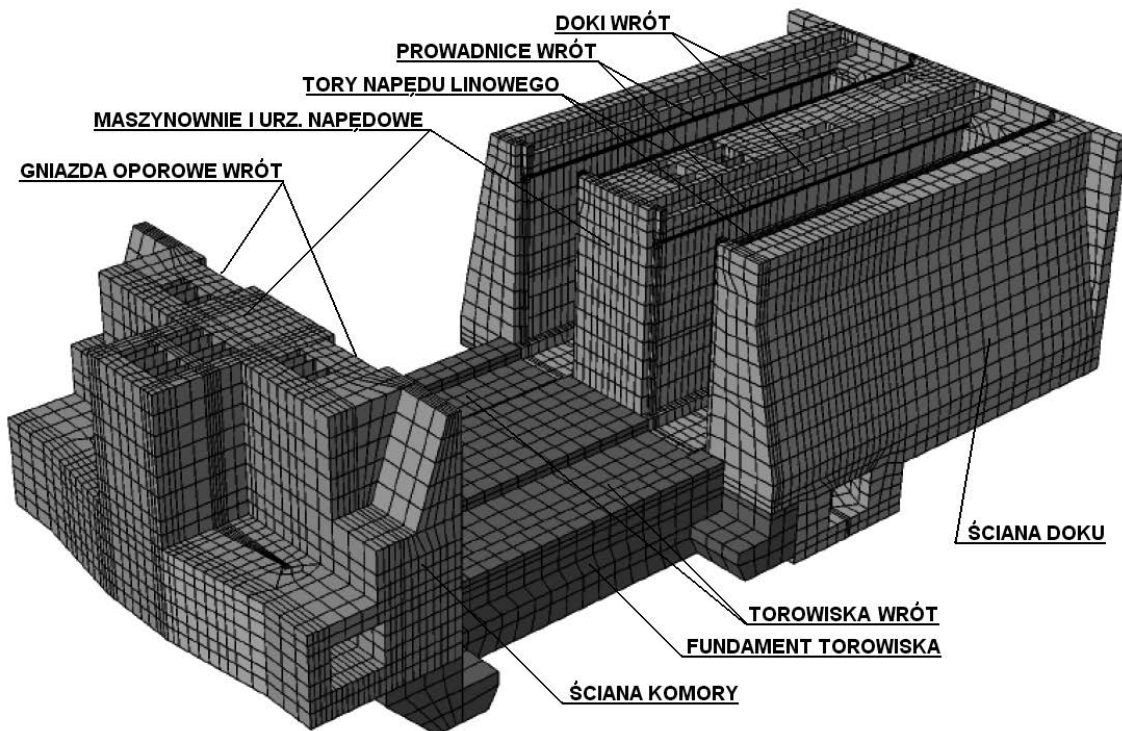 DOKI WRÓT
PROWADNICE WRÓT
TORY NAPĘDU LINOWEGO
MASZYNOWNIE I URZ. NAPĘDOWE
GNIAZDA OPOROWE WRÓT
ŚCIANA DOKU
TOROWISKA WRÓT
FUNDAMENT TOROWISKA
ŚCIANA KOMORY